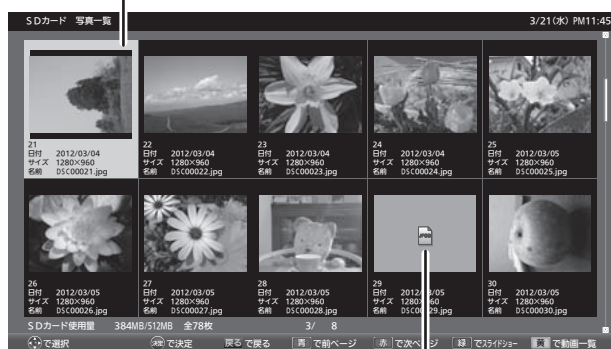 SDカード 写真一覧 3/21(水) PM11:45
21
日付 2012/03/04
サイズ 1280×960
名前 DSC00021.jpg
22
日付 2012/03/04
サイズ 1280×960
名前 DSC00022.jpg
23
日付 2012/03/04
サイズ 1280×960
名前 DSC00023.jpg
24
日付 2012/03/04
サイズ 1280×960
名前 DSC00024.jpg
25
日付 2012/03/05
サイズ 1280×960
名前 DSC00025.jpg
26
日付 2012/03/05
サイズ 1280×960
名前 DSC00026.jpg
27
日付 2012/03/05
サイズ 1280×960
名前 DSC00027.jpg
28
日付 2012/03/05
サイズ 1280×960
名前 DSC00028.jpg
JPEG
29
日付 2012/03/05
サイズ 1280×960
名前 DSC00029.jpg
30
日付 2012/03/05
サイズ 1280×960
名前 DSC00030.jpg
SDカード使用量 384MB/512MB 全78枚 3/ 8
で選択 決定 で決定 戻る で戻る 青 で前ページ 赤 で次ページ 緑 でスライドショー 黄 で動画一覧